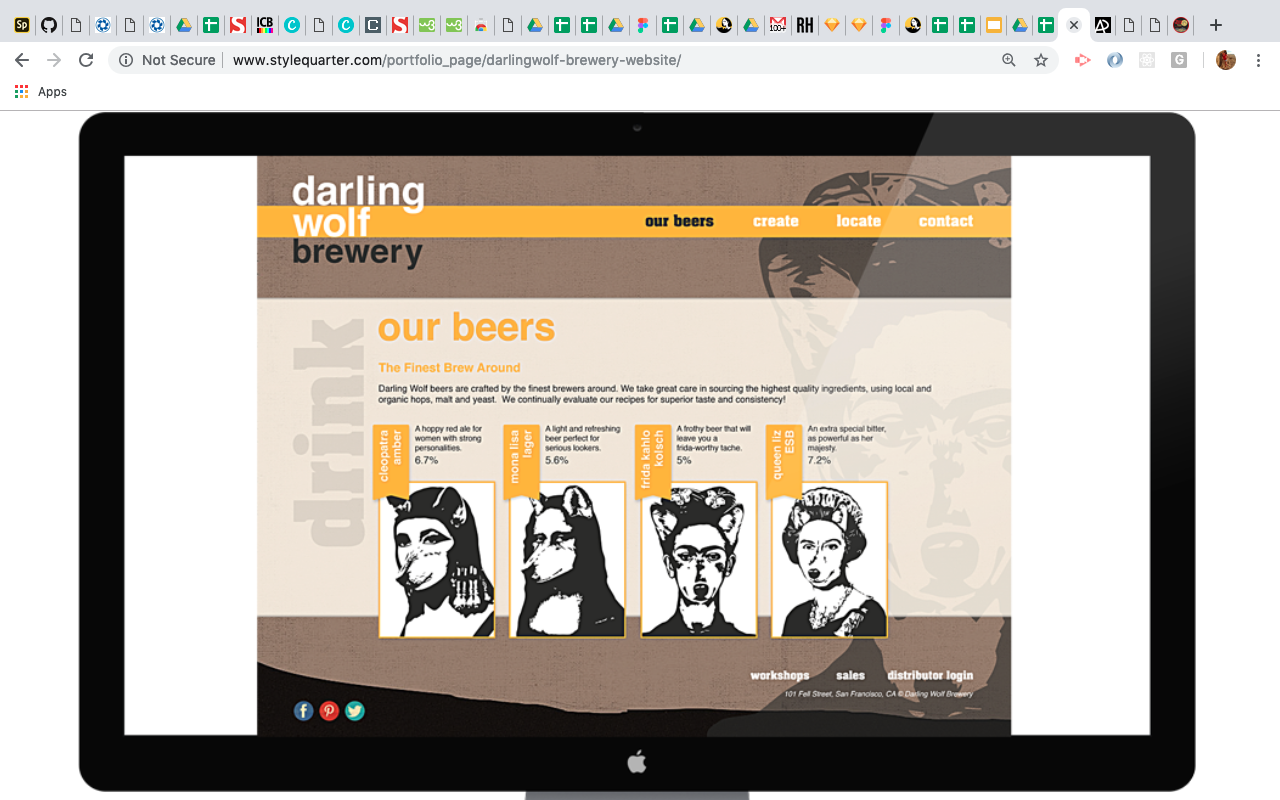 Sp
ICB
w3
w3
100+
RH
Not Secure
www.stylequarter.com/portfolio_page/darlingwolf-brewery-website/
G
Apps
darling
wolf
brewery
our beers create locate contact
drink
our beers
The Finest Brew Around
Darling Wolf beers are crafted by the finest brewers around. We take great care in sourcing the highest quality ingredients, using local and
organic hops, malt and yeast. We continually evaluate our recipes for superior taste and consistency!
cleopatra
amber
A hoppy red ale for
women with strong
personalities.
6.7%
mona lisa
lager
A light and refreshing
beer perfect for
serious lookers.
5.6%
frida kahlo
kolsch
A frothy beer that will
leave you a
frida-worthy tache.
5%
queen liz
ESB
An extra special bitter,
as powerful as her
majesty.
7.2%
workshops sales distributor login
101 Fell Street, San Francisco, CA © Darling Wolf Brewery